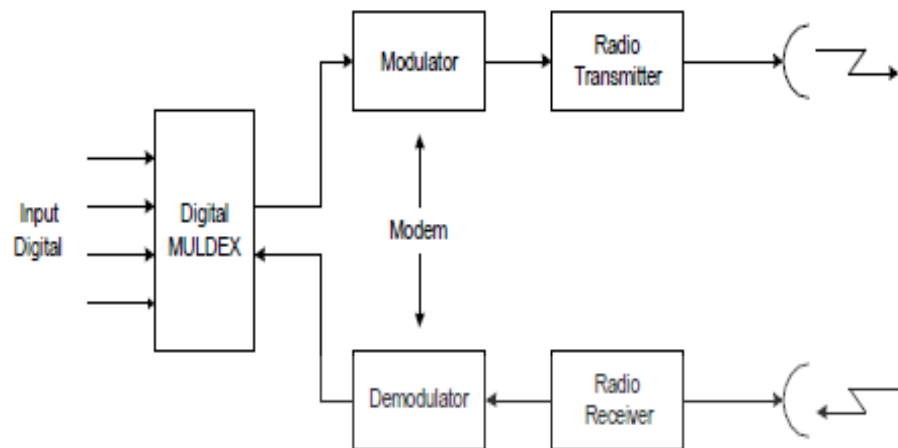 Modulator
Radio
Transmitter
Input
Digital
Digital
MULDEX
Modem
Demodulator
Radio
Receiver